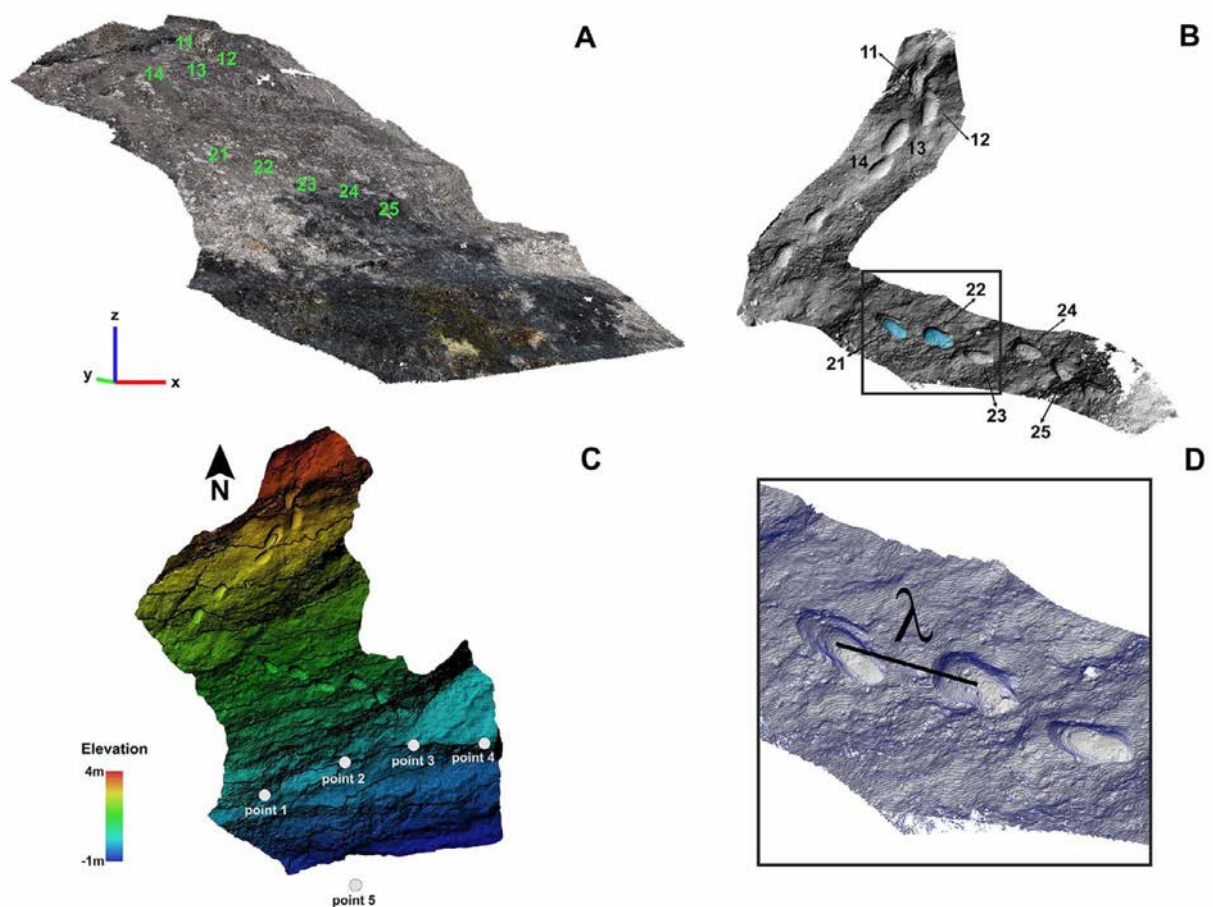 A
11
12
13
14
21
22
23
24
25
z
y
x
B
11
12
13
14
22
24
21
23
25
C
N
Elevation
4m
-1m
point 1
point 2
point 3
point 4
point 5
D
λ